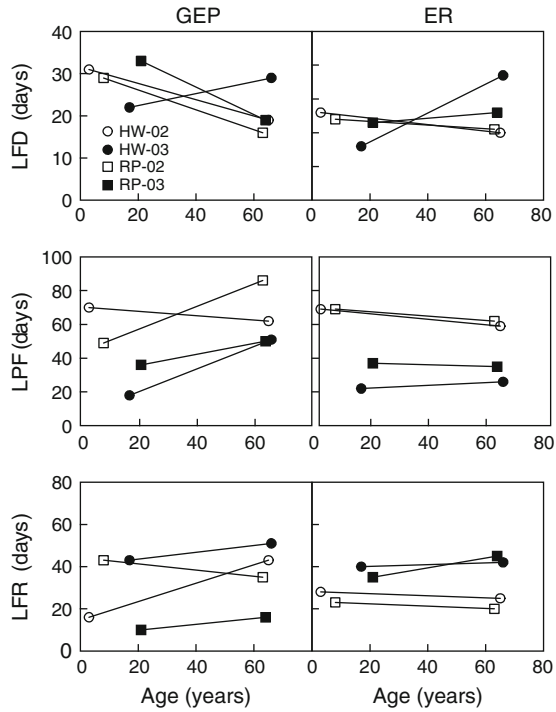 GEP ER
LFD (days)
40
30
20
10
0
HW-02
HW-03
RP-02
RP-03
0 20 40 60 0 20 40 60 80
LPF (days)
100
80
60
40
20
0
0 20 40 60 0 20 40 60 80
LFR (days)
80
60
40
20
0
0 20 40 60 0 20 40 60 80
Age (years) Age (years)